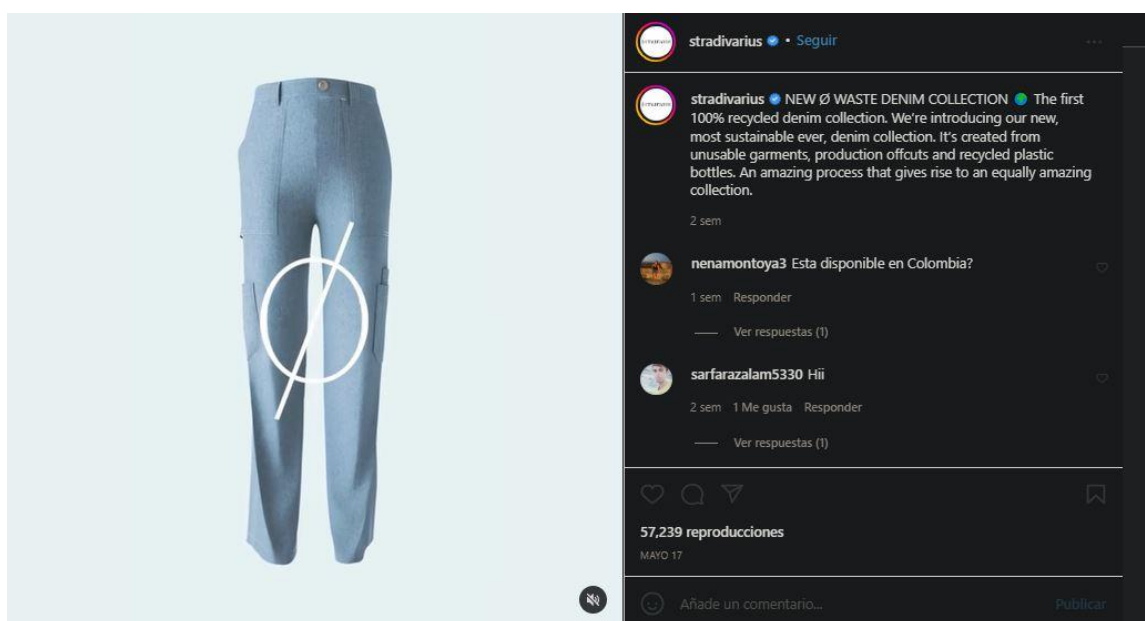 stradivarius • Seguir
stradivarius NEW Ø WASTE DENIM COLLECTION The first
100% recycled denim collection. We're introducing our new,
most sustainable ever, denim collection. It's created from
unusable garments, production offcuts and recycled plastic
bottles. An amazing process that gives rise to an equally amazing
collection.
2 sem
nenamontoya3 Esta disponible en Colombia?
1 sem Responder
Ver respuestas (1)
sarfarazalam5330 Hii
2 sem 1 Me gusta Responder
Ver respuestas (1)
57,239 reproducciones
MAYO 17
Añade un comentario... Publicar